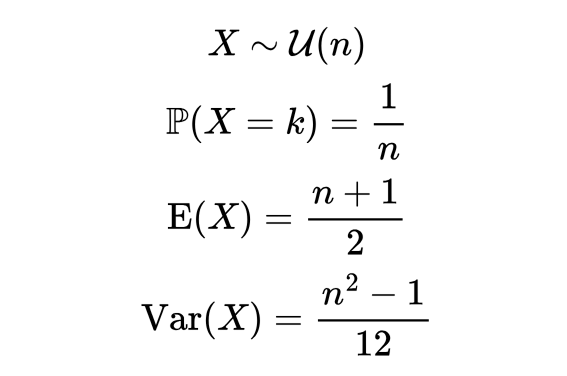 X ∼ 𝒰(n)
ℙ(X = k) = 1/n
E(X) = (n + 1)/2
Var(X) = (n² − 1)/12